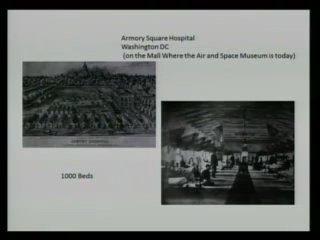 Armory Square Hospital
Washington DC
(on the Mall Where the Air and Space Museum is today)
1000 Beds